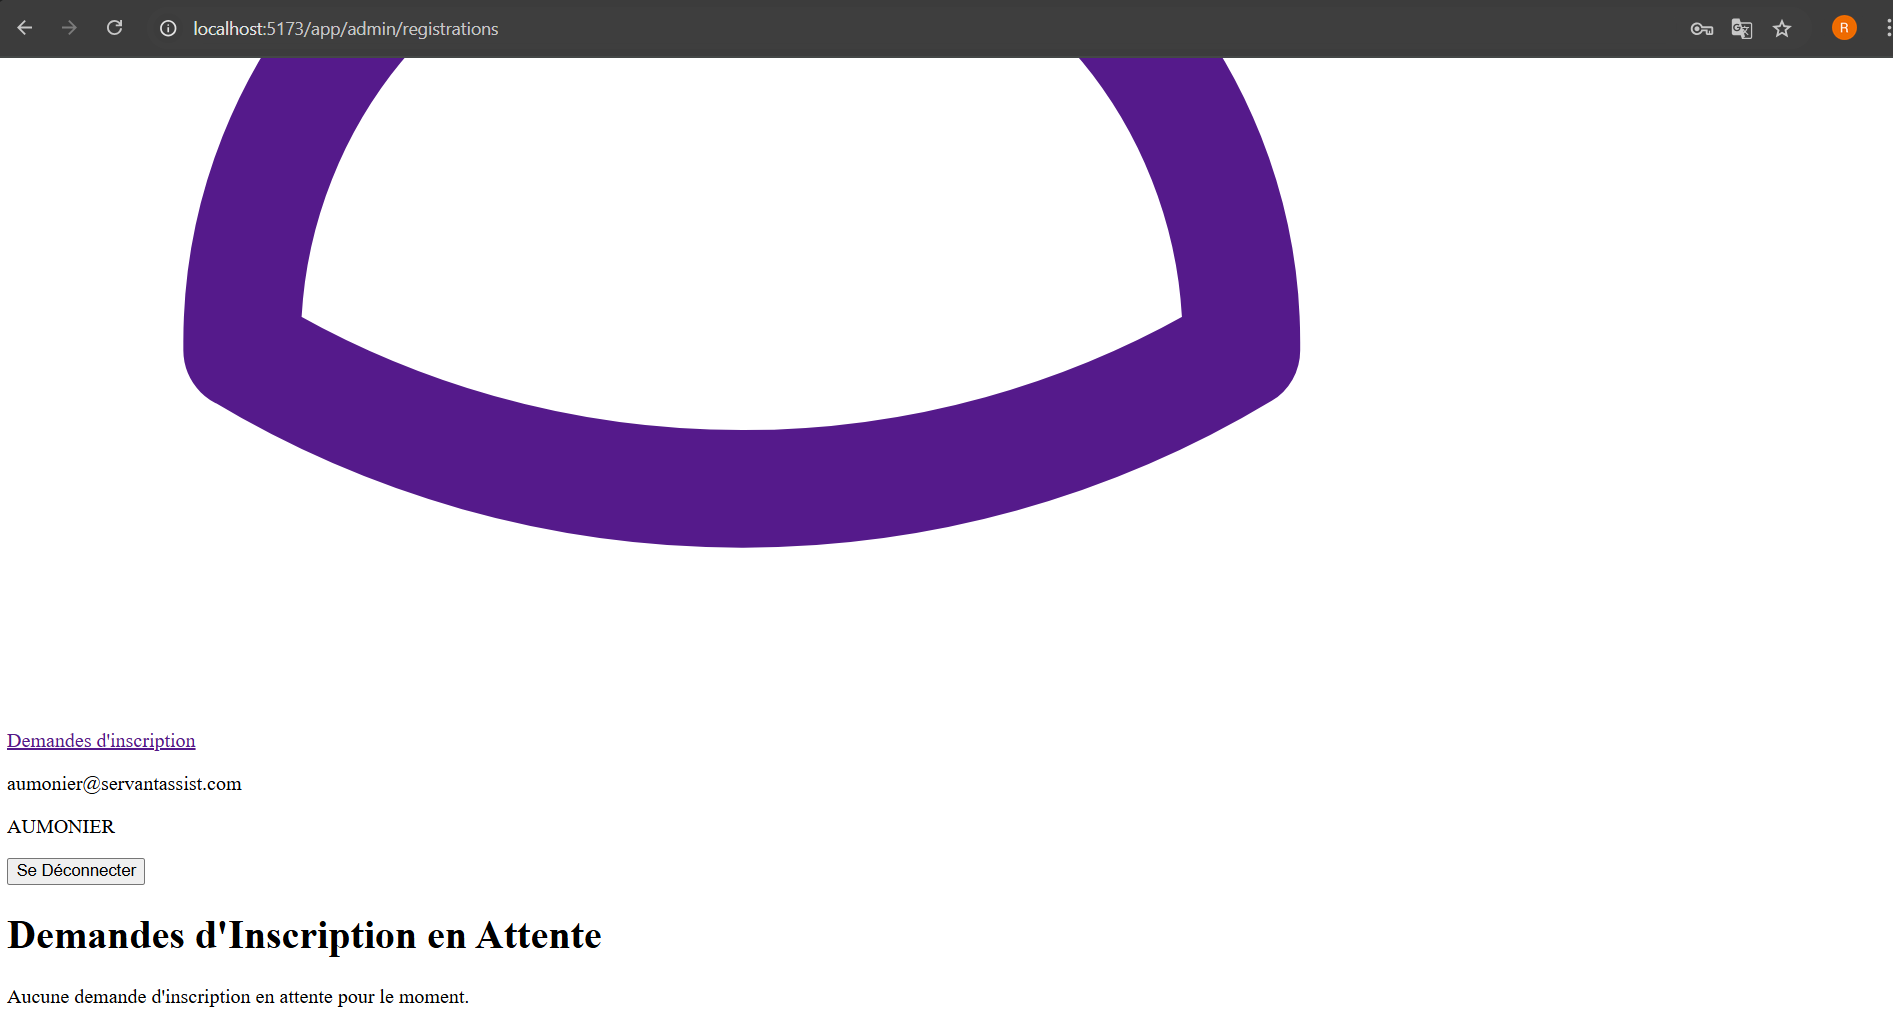 localhost:5173/app/admin/registrations
R
Demandes d'inscription
aumonier@servantassist.com
AUMONIER
Se Déconnecter
Demandes d'Inscription en Attente
Aucune demande d'inscription en attente pour le moment.